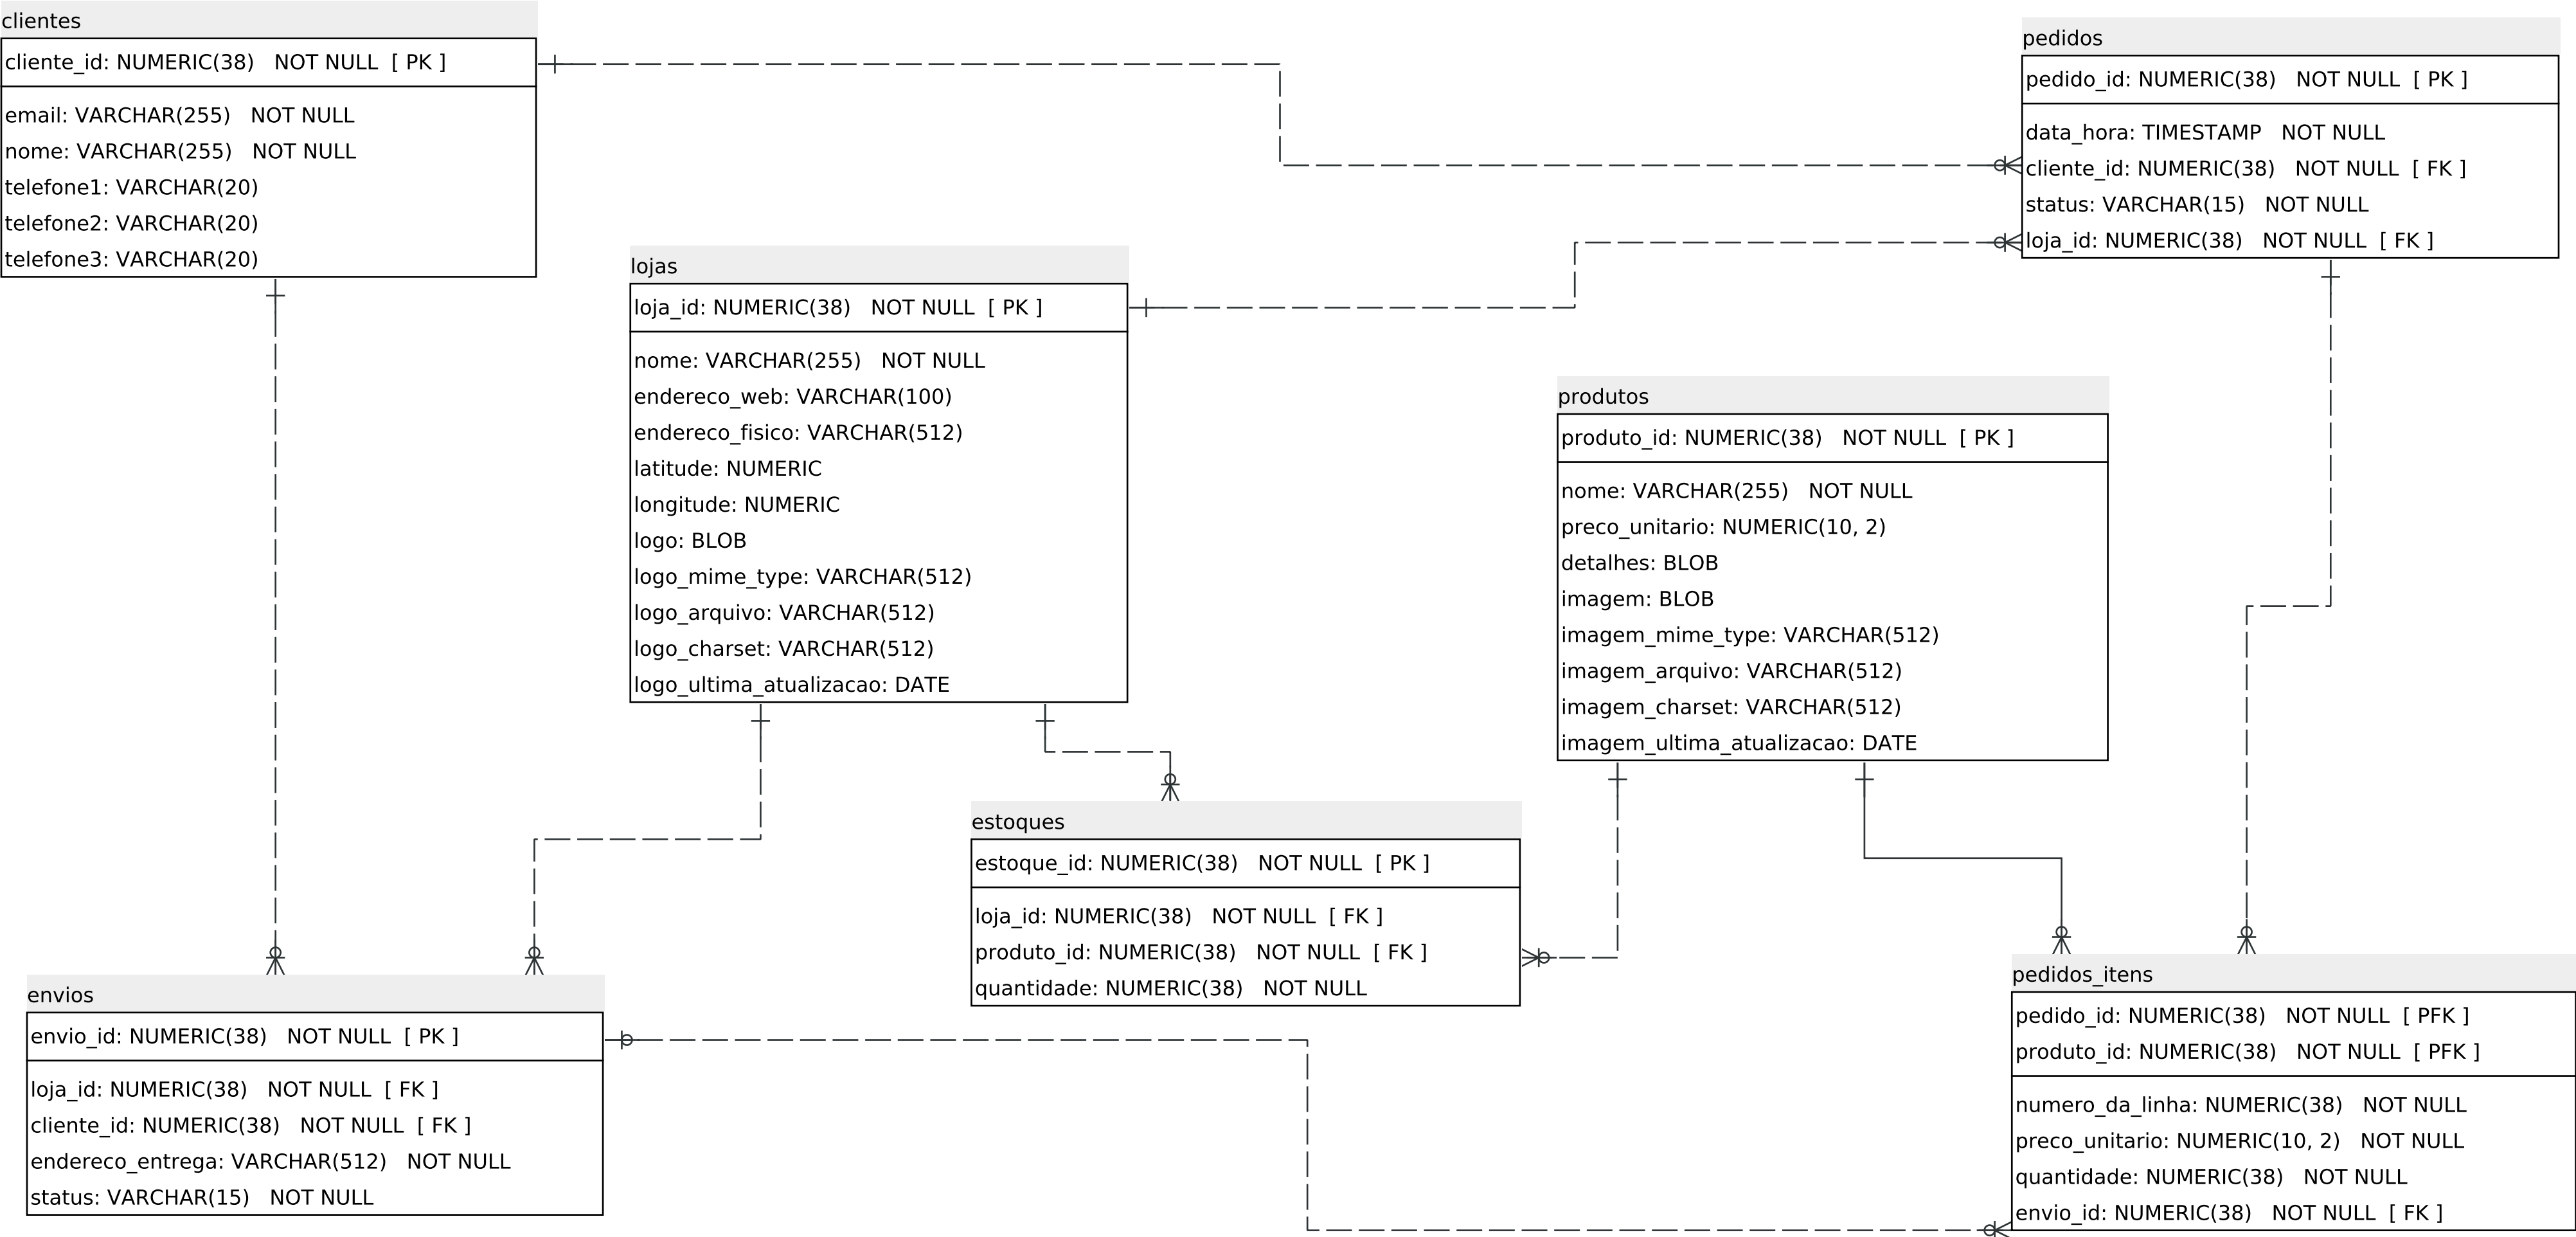 clientes
cliente_id: NUMERIC(38) NOT NULL [ PK ]
email: VARCHAR(255) NOT NULL
nome: VARCHAR(255) NOT NULL
telefone1: VARCHAR(20)
telefone2: VARCHAR(20)
telefone3: VARCHAR(20)
pedidos
pedido_id: NUMERIC(38) NOT NULL [ PK ]
data_hora: TIMESTAMP NOT NULL
cliente_id: NUMERIC(38) NOT NULL [ FK ]
status: VARCHAR(15) NOT NULL
loja_id: NUMERIC(38) NOT NULL [ FK ]
lojas
loja_id: NUMERIC(38) NOT NULL [ PK ]
nome: VARCHAR(255) NOT NULL
endereco_web: VARCHAR(100)
endereco_fisico: VARCHAR(512)
latitude: NUMERIC
longitude: NUMERIC
logo: BLOB
logo_mime_type: VARCHAR(512)
logo_arquivo: VARCHAR(512)
logo_charset: VARCHAR(512)
logo_ultima_atualizacao: DATE
produtos
produto_id: NUMERIC(38) NOT NULL [ PK ]
nome: VARCHAR(255) NOT NULL
preco_unitario: NUMERIC(10, 2)
detalhes: BLOB
imagem: BLOB
imagem_mime_type: VARCHAR(512)
imagem_arquivo: VARCHAR(512)
imagem_charset: VARCHAR(512)
imagem_ultima_atualizacao: DATE
estoques
estoque_id: NUMERIC(38) NOT NULL [ PK ]
loja_id: NUMERIC(38) NOT NULL [ FK ]
produto_id: NUMERIC(38) NOT NULL [ FK ]
quantidade: NUMERIC(38) NOT NULL
envios
envio_id: NUMERIC(38) NOT NULL [ PK ]
loja_id: NUMERIC(38) NOT NULL [ FK ]
cliente_id: NUMERIC(38) NOT NULL [ FK ]
endereco_entrega: VARCHAR(512) NOT NULL
status: VARCHAR(15) NOT NULL
pedidos_itens
pedido_id: NUMERIC(38) NOT NULL [ PFK ]
produto_id: NUMERIC(38) NOT NULL [ PFK ]
numero_da_linha: NUMERIC(38) NOT NULL
preco_unitario: NUMERIC(10, 2) NOT NULL
quantidade: NUMERIC(38) NOT NULL
envio_id: NUMERIC(38) NOT NULL [ FK ]